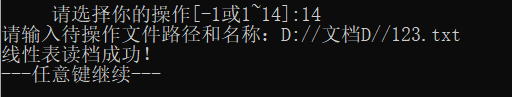 请选择你的操作[-1或1~14]:14
请输入待操作文件路径和名称：D://文档D//123.txt
线性表读档成功!
---任意键继续---